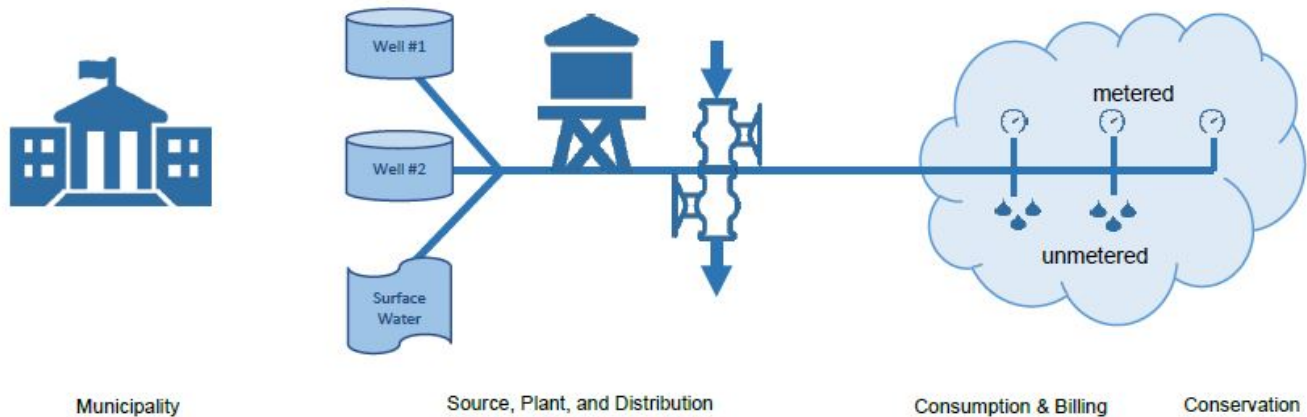 Well #1
Well #2
Surface
Water
metered
unmetered
Municipality
Source, Plant, and Distribution
Consumption & Billing
Conservation